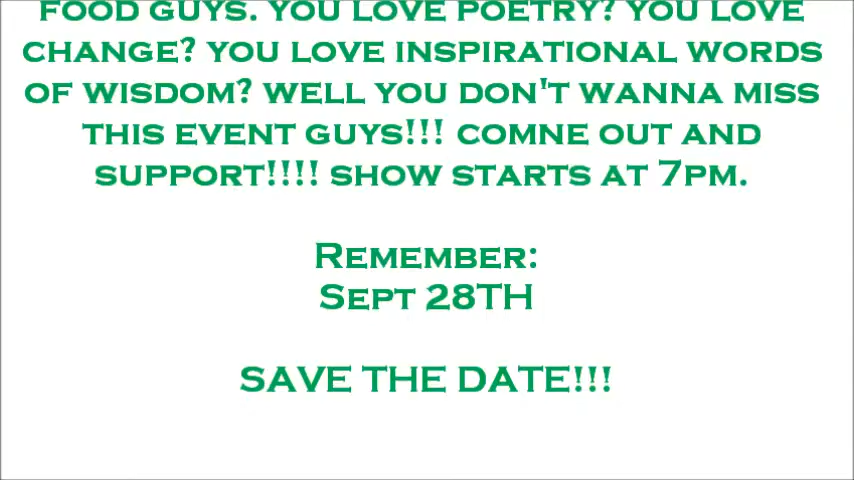 FOOD GUYS. YOU LOVE POETRY? YOU LOVE
CHANGE? YOU LOVE INSPIRATIONAL WORDS
OF WISDOM? WELL YOU DON'T WANNA MISS
THIS EVENT GUYS!!! COMNE OUT AND
SUPPORT!!!! SHOW STARTS AT 7PM.
REMEMBER:
SEPT 28TH
SAVE THE DATE!!!